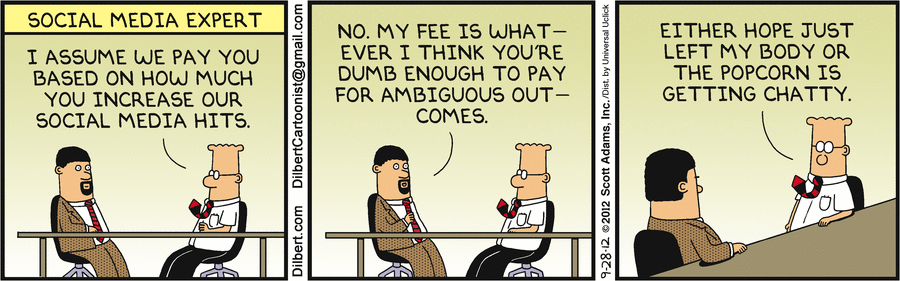 SOCIAL MEDIA EXPERT
I ASSUME WE PAY YOU
BASED ON HOW MUCH
YOU INCREASE OUR
SOCIAL MEDIA HITS.
Dilbert.com DilbertCartoonist@gmail.com
NO. MY FEE IS WHAT-
EVER I THINK YOU'RE
DUMB ENOUGH TO PAY
FOR AMBIGUOUS OUT-
COMES.
9-28-12 ©2012 Scott Adams, Inc./Dist. by Universal Uclick
EITHER HOPE JUST
LEFT MY BODY OR
THE POPCORN IS
GETTING CHATTY.